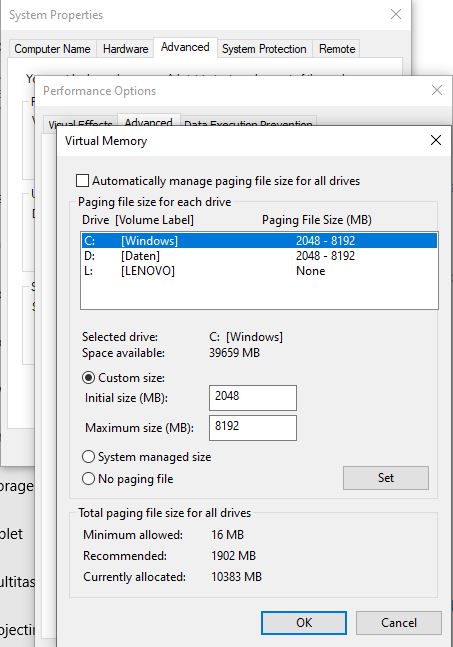 System Properties
Computer Name Hardware Advanced System Protection Remote
Performance Options
Visual Effects Advanced Data Execution Prevention
Virtual Memory
Automatically manage paging file size for all drives
Paging file size for each drive
Drive [Volume Label] Paging File Size (MB)
C: [Windows] 2048 - 8192
D: [Daten] 2048 - 8192
L: [LENOVO] None
Selected drive: C: [Windows]
Space available: 39659 MB
Custom size:
Initial size (MB): 2048
Maximum size (MB): 8192
System managed size
No paging file Set
Total paging file size for all drives
Minimum allowed: 16 MB
Recommended: 1902 MB
Currently allocated: 10383 MB
OK Cancel